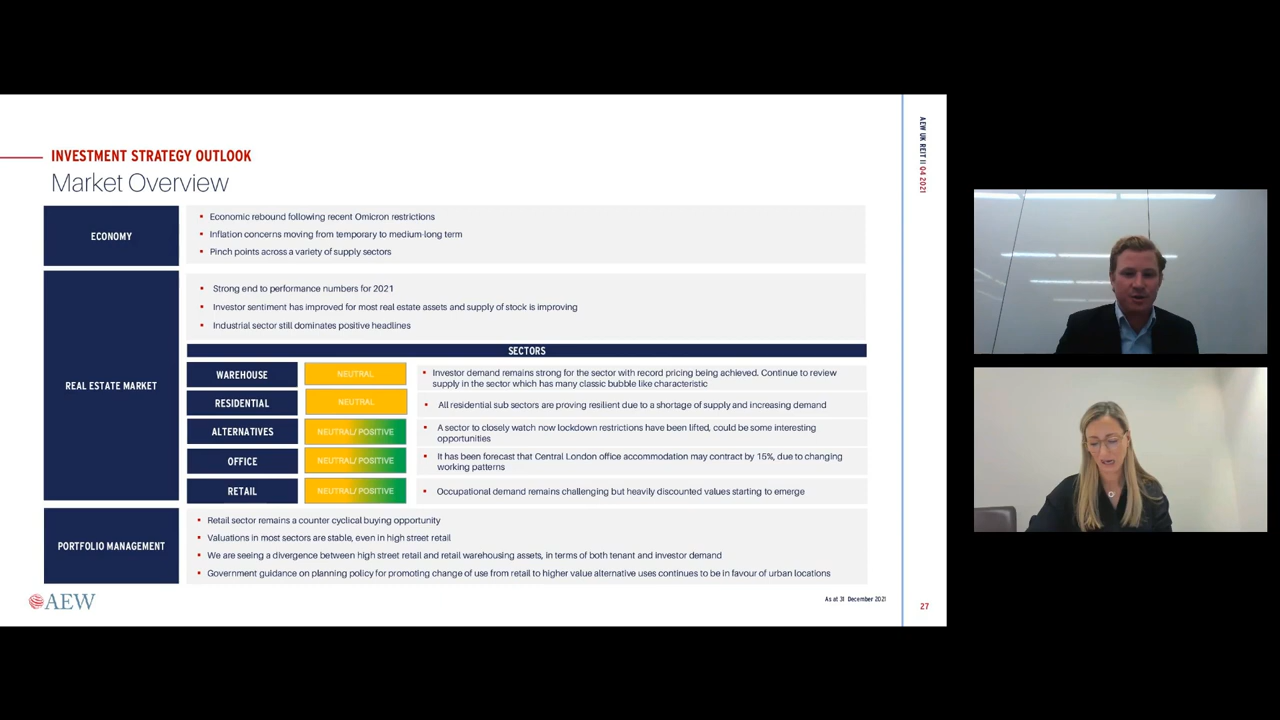 INVESTMENT STRATEGY OUTLOOK
Market Overview
AEW UK REIT II Q4 2021
ECONOMY
Economic rebound following recent Omicron restrictions
Inflation concerns moving from temporary to medium-long term
Pinch points across a variety of supply sectors
REAL ESTATE MARKET
Strong end to performance numbers for 2021
Investor sentiment has improved for most real estate assets and supply of stock is improving
Industrial sector still dominates positive headlines
SECTORS
WAREHOUSE
NEUTRAL
Investor demand remains strong for the sector with record pricing being achieved. Continue to review
supply in the sector which has many classic bubble like characteristic
RESIDENTIAL
NEUTRAL
All residential sub sectors are proving resilient due to a shortage of supply and increasing demand
ALTERNATIVES
NEUTRAL/ POSITIVE
A sector to closely watch now lockdown restrictions have been lifted, could be some interesting
opportunities
OFFICE
NEUTRAL/ POSITIVE
It has been forecast that Central London office accommodation may contract by 15%, due to changing
working patterns
RETAIL
NEUTRAL/ POSITIVE
Occupational demand remains challenging but heavily discounted values starting to emerge
PORTFOLIO MANAGEMENT
Retail sector remains a counter cyclical buying opportunity
Valuations in most sectors are stable, even in high street retail
We are seeing a divergence between high street retail and retail warehousing assets, in terms of both tenant and investor demand
Government guidance on planning policy for promoting change of use from retail to higher value alternative uses continues to be in favour of urban locations
AEW
As at 31 December 2021
27